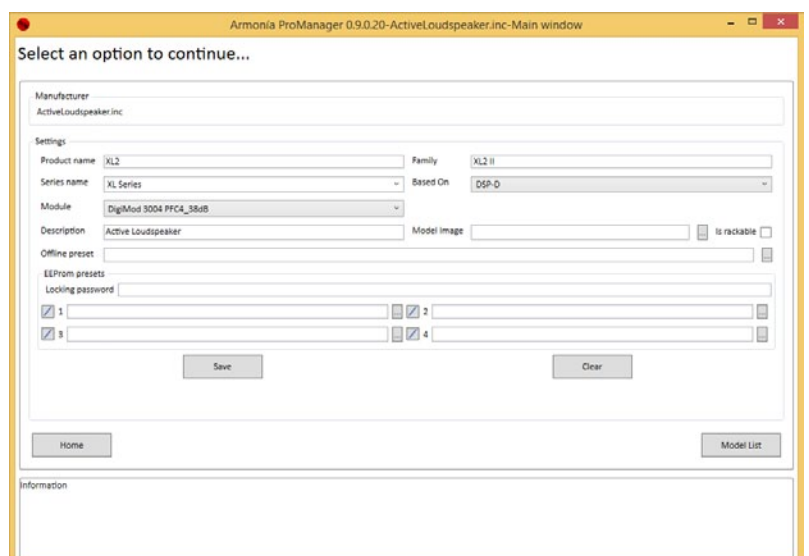 Armonía ProManager 0.9.0.20-ActiveLoudspeaker.inc-Main window
Select an option to continue...
Manufacturer
ActiveLoudspeaker.inc
Settings
Product name XL2 Family XL2 II
Series name XL Series Based On DSP-D
Module DigiMod 3004 PFC4_38dB
Description Active Loudspeaker Model Image ... Is rackable
Offline preset ...
EEProm presets
Locking password
1 ... 2 ...
3 ... 4 ...
Save Clear
Home Model List
Information